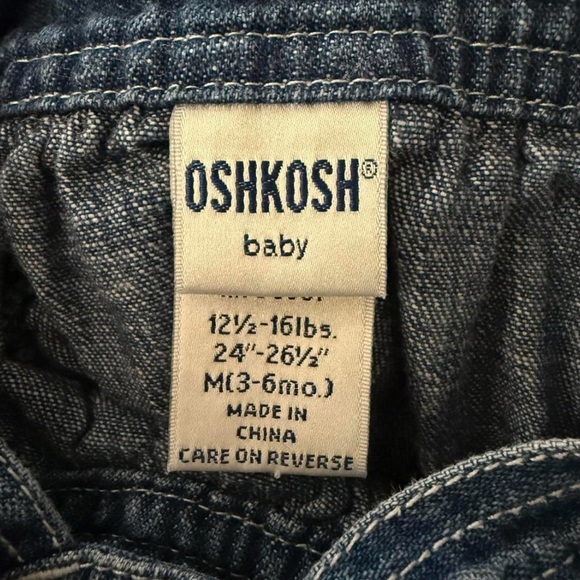 OSHKOSH®
baby
12½-16lbs.
24"-26½"
M(3-6mo.)
MADE IN
CHINA
CARE ON REVERSE